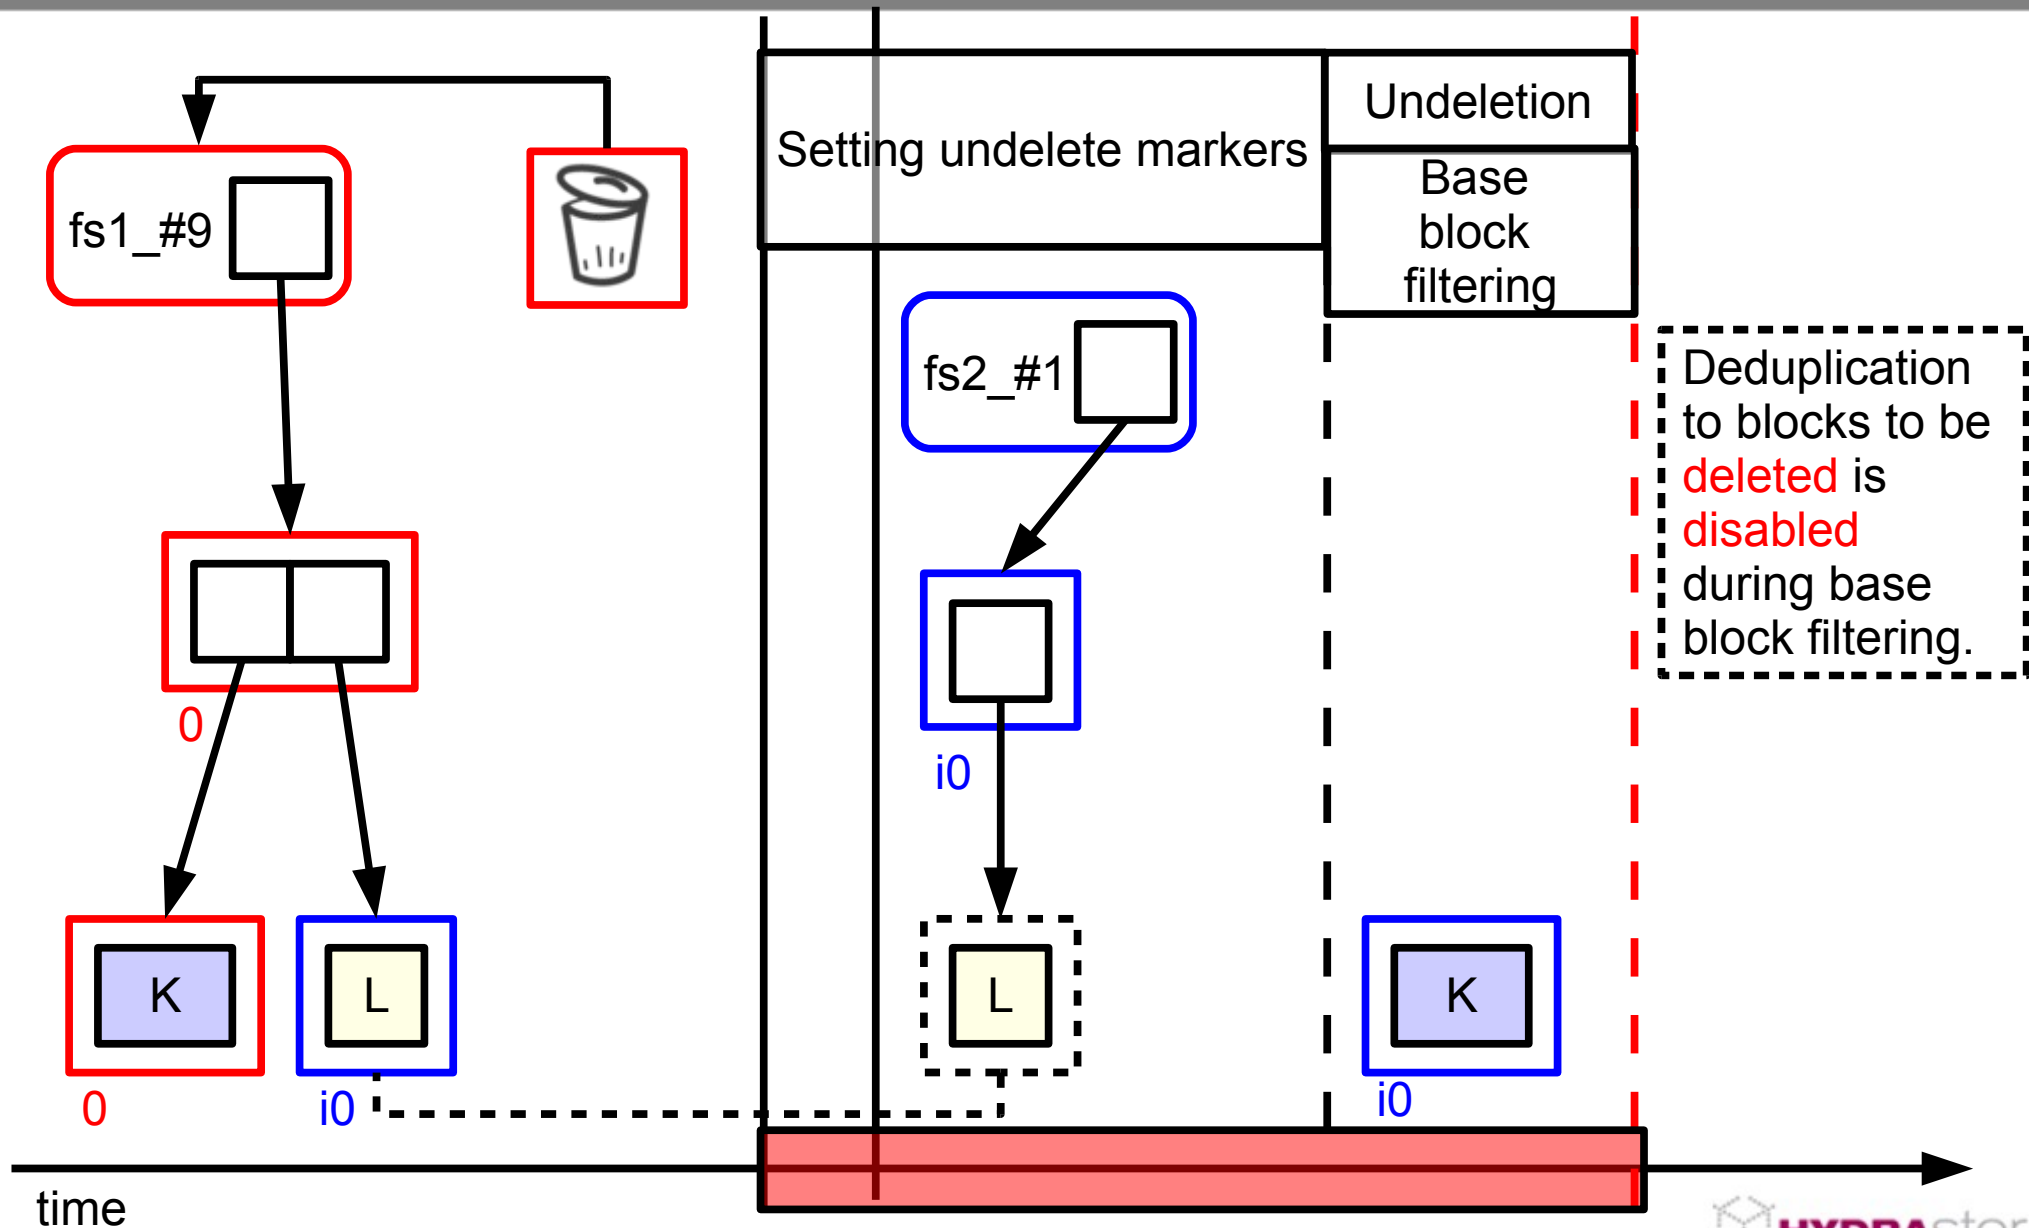 Setting undelete markers
Undeletion
Base
block
filtering
fs1_#9
fs2_#1
Deduplication
to blocks to be
deleted is
disabled
during base
block filtering.
0
i0
K
L
L
K
0
i0
i0
time
HYDRAstor